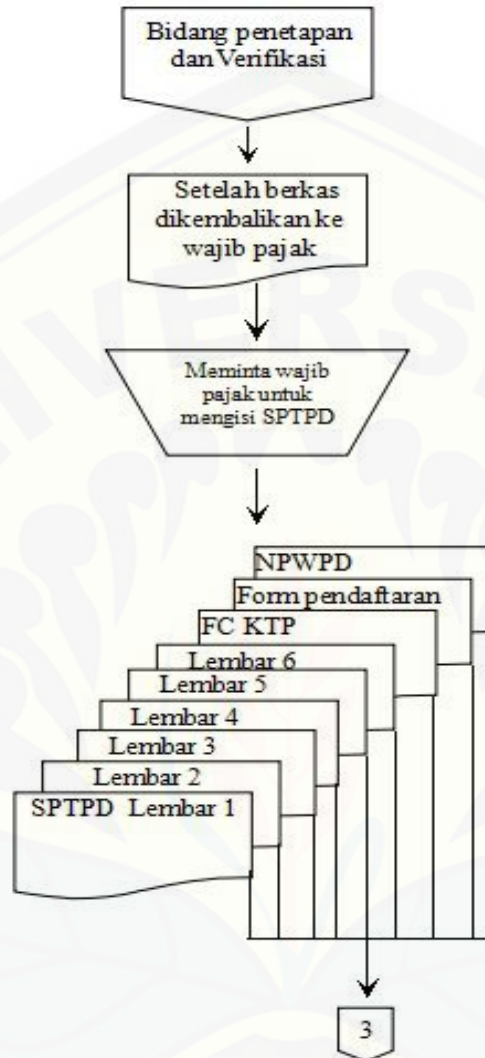 Bidang penetapan
dan Verifikasi
Setelah berkas
dikembalikan ke
wajib pajak
Meminta wajib
pajak untuk
mengisi SPTPD
NPWPD
Form pendaftaran
FC KTP
Lembar 6
Lembar 5
Lembar 4
Lembar 3
Lembar 2
SPTPD Lembar 1
3